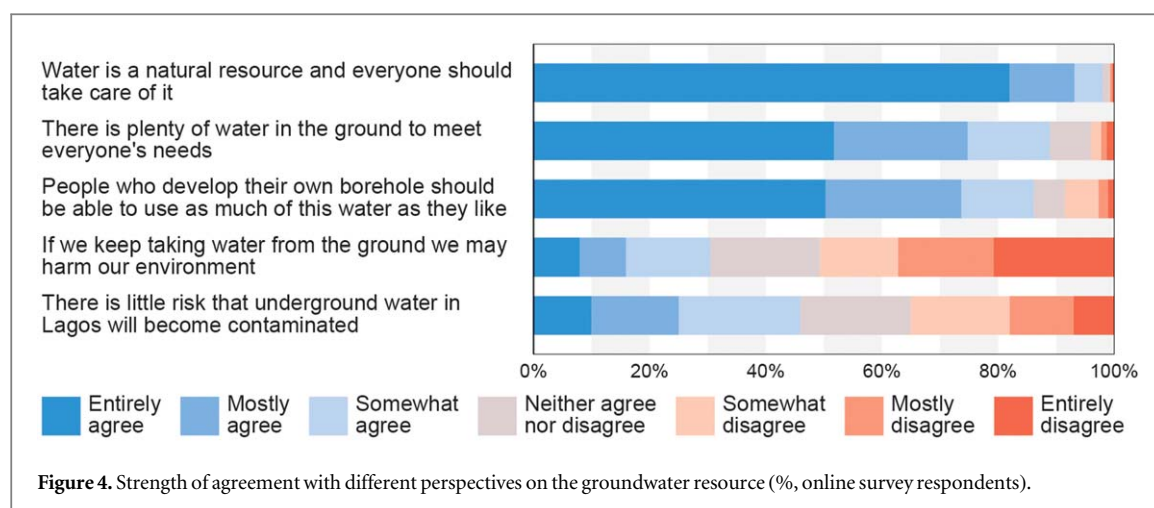 Water is a natural resource and everyone should
take care of it
There is plenty of water in the ground to meet
everyone's needs
People who develop their own borehole should
be able to use as much of this water as they like
If we keep taking water from the ground we may
harm our environment
There is little risk that underground water in
Lagos will become contaminated
0% 20% 40% 60% 80% 100%
Entirely agree
Mostly agree
Somewhat agree
Neither agree nor disagree
Somewhat disagree
Mostly disagree
Entirely disagree
Figure 4. Strength of agreement with different perspectives on the groundwater resource (%, online survey respondents).